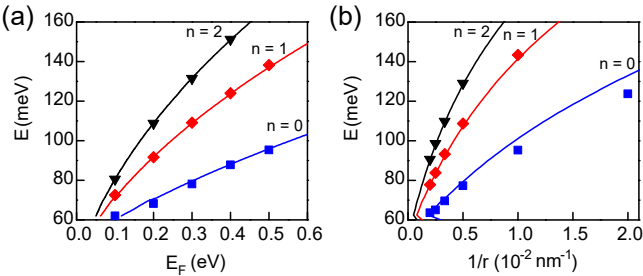 (a)
160
140
120
100
80
60
E (meV)
n = 2
n = 1
n = 0
0.0 0.1 0.2 0.3 0.4 0.5 0.6
E_F (eV)
(b)
160
140
120
100
80
60
E (meV)
n = 2
n = 1
n = 0
0.0 0.5 1.0 1.5 2.0
1/r (10⁻² nm⁻¹)